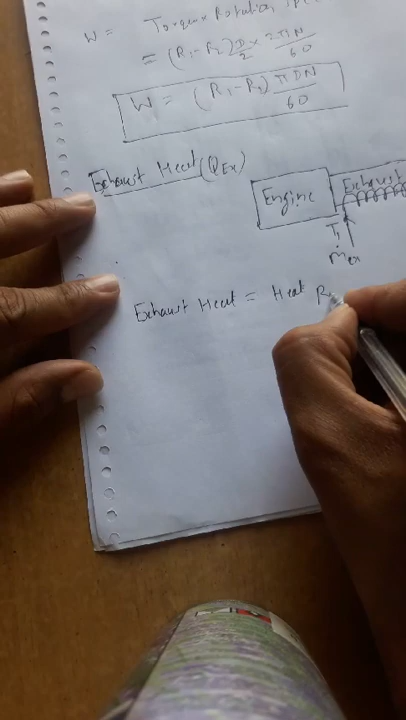 W = Torque x Rotation
= (R₁-R₂) D/2 x 2πN/60
W = (R₁-R₂) πDN/60
Exhaust Heat (QEx)
Engine
Exhaust
T₁
ṁex
Exhaust Heat = Heat R